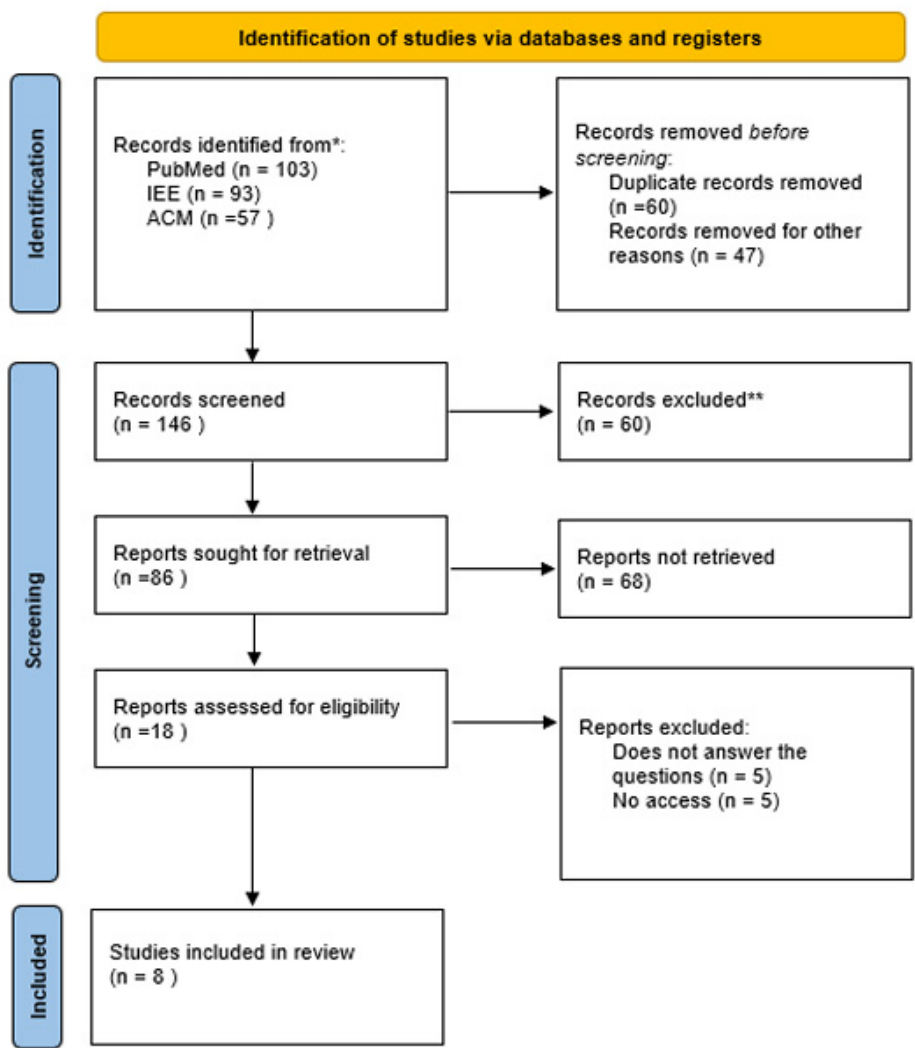 Identification of studies via databases and registers
Identification
Records identified from*:
PubMed (n = 103)
IEE (n = 93)
ACM (n =57 )
Records removed before
screening:
Duplicate records removed
(n =60)
Records removed for other
reasons (n = 47)
Screening
Records screened
(n = 146 )
Records excluded**
(n = 60)
Reports sought for retrieval
(n =86 )
Reports not retrieved
(n = 68)
Reports assessed for eligibility
(n =18 )
Reports excluded:
Does not answer the
questions (n = 5)
No access (n = 5)
Included
Studies included in review
(n = 8 )